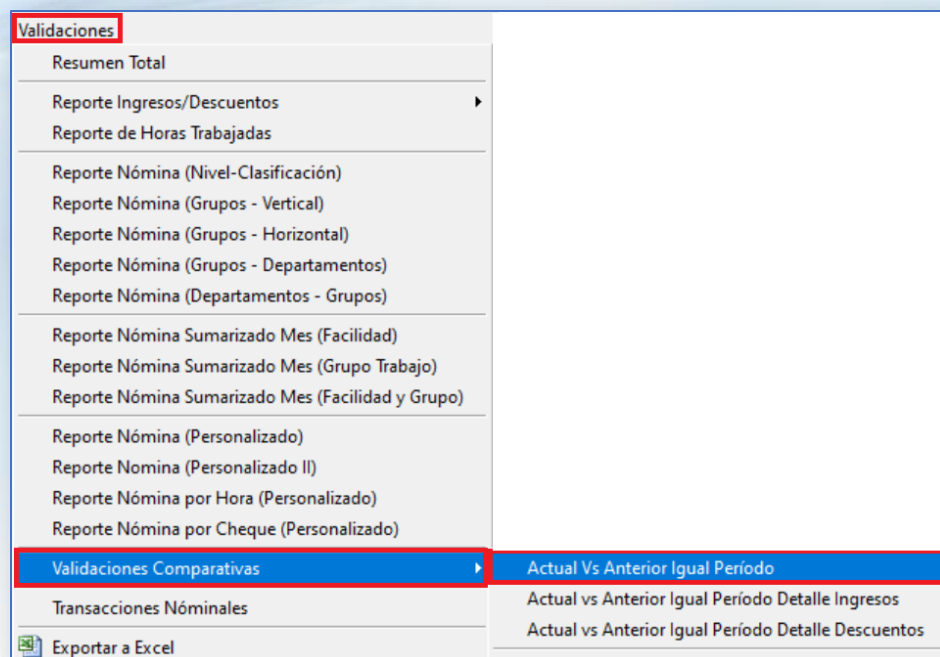 Validaciones
Resumen Total
Reporte Ingresos/Descuentos
Reporte de Horas Trabajadas
Reporte Nómina (Nivel-Clasificación)
Reporte Nómina (Grupos - Vertical)
Reporte Nómina (Grupos - Horizontal)
Reporte Nómina (Grupos - Departamentos)
Reporte Nómina (Departamentos - Grupos)
Reporte Nómina Sumarizado Mes (Facilidad)
Reporte Nómina Sumarizado Mes (Grupo Trabajo)
Reporte Nómina Sumarizado Mes (Facilidad y Grupo)
Reporte Nómina (Personalizado)
Reporte Nomina (Personalizado II)
Reporte Nómina por Hora (Personalizado)
Reporte Nómina por Cheque (Personalizado)
Validaciones Comparativas
Actual Vs Anterior Igual Período
Actual vs Anterior Igual Período Detalle Ingresos
Actual vs Anterior Igual Período Detalle Descuentos
Transacciones Nóminales
Exportar a Excel